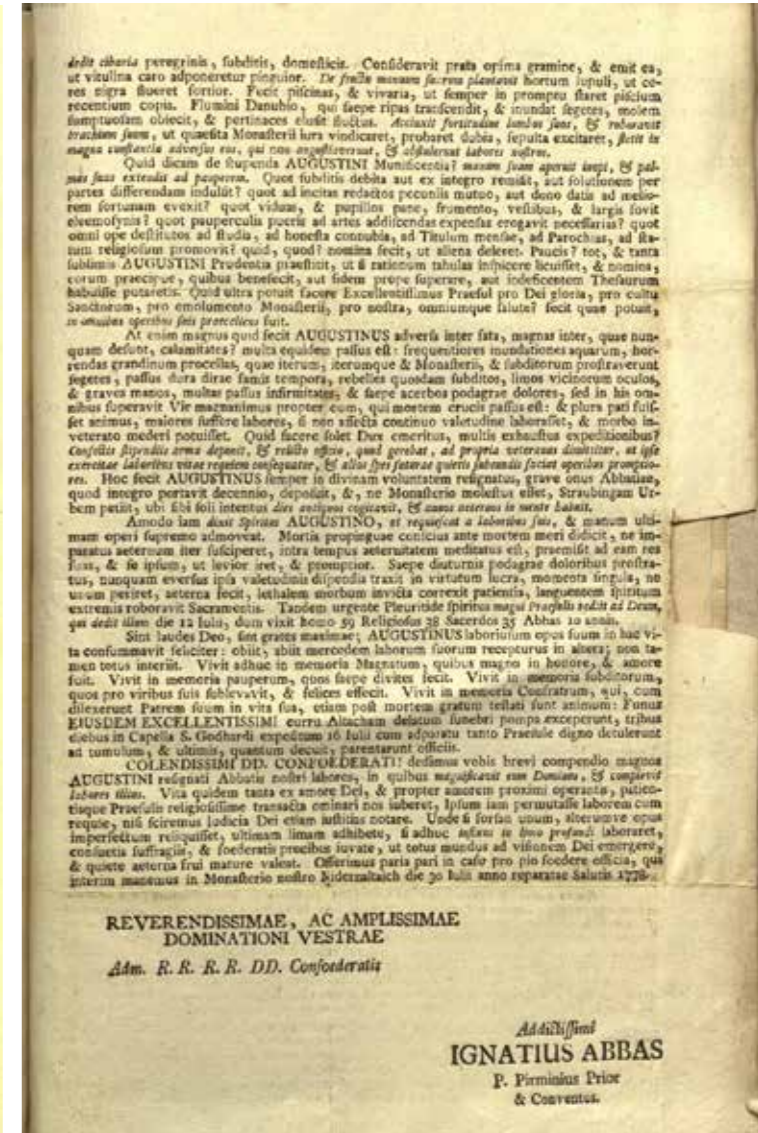 dedit cibaria peregrinis, subditis, domesticis. Consideravit prata opima gramine, & emit ea,
ut vitulina caro adponeretur pinguior. De fructu manuum suarum plantavit hortum lupuli, ut ce-
res nigra flueret fortior. Fecit piscinas, & vivaria, ut semper in promptu staret piscium
recentium copia. Flumini Danubio, qui saepe ripas transcendit, & inundat segetes, molem
sumptuosam obiecit, & pertinaces elusit fluctus. Accinxit fortitudine lumbos suos, & roboravit
brachium suum, ut quaesita Monasterii iura vindicaret, probaret dubia, sepulta excitaret, stetit in
magna constantia adversus eos, qui non angustiaverunt, & abstulerunt labores nostros.
Quid dicam de stupenda AUGUSTINI Munificentia? manum suam aperuit inopi, & pal-
mas suas extendit ad pauperem. Quot subditis debita aut ex integro remisit, aut solutionem per
partes differendam indulsit? quot ad incitas redactos pecuniis mutuo, aut dono datis ad melio-
rem fortunam evexit? quot viduas, & pupillos pane, frumento, vestibus, & largis fovit
eleemosynis? quot pauperculis pueris ad artes addiscendas expensas erogavit necessarias? quot
omni ope destitutos ad studia, ad honesta connubia, ad Titulum mensae, ad Parochias, ad sta-
tum religiosum promovit? quid, quod? nomina fecit, ut aliena deleret. Paucis? tot, & tanta
sublimis AUGUSTINI Prudentia praestitit, ut si rationum tabulas inspicere licuisset, & nomina,
eorum praecipue, quibus benefecit, aut fidem prope superare, aut indeficentem Thesaurum
habuisse putaretis. Quid ultra potuit facere Excellentissimus Praesul pro Dei gloria, pro cultu
Sanctorum, pro emolumento Monasterii, pro nostra, omniumque salute? fecit quae potuit,
in omnibus operibus suis praecellens fuit.
At enim magnus quid fecit AUGUSTINUS adversa inter fata, magnas inter, quae nun-
quam desunt, calamitates? multa equidem passus est: frequentiores inundationes aquarum, hor-
rendas grandinum procellas, quae iterum, iterumque & Monasterii, & subditorum prostraverunt
segetes, passus dura dirae famis tempora, rebelles quosdam subditos, limos vicinorum oculos,
& graves manos, multas passus infirmitates, & saepe acerbos podagrae dolores, sed in his om-
nibus superavit Vir magnanimus propter eum, qui mortem crucis passus est: & plura pati fuis-
set animus, maiores sufferre labores, si non affecta continuo valetudine laborasset, & morbo in-
veterato mederi potuisset. Quid facere solet Dux emeritus, multis exhaustus expeditionibus?
Confectis stipendiis arma deponit, & relicto officio, quod gerebat, ad propria veteranus dimittitur, ut ipse
exercitae laboribus vitae requiem consequatur, & alios spes futurae quietis subeundis faciat operibus promptio-
res. Hoc fecit AUGUSTINUS semper in divinam voluntatem resignatus, grave onus Abbatiae,
quod integro portavit decennio, deposuit, &, ne Monasterio molestus esset, Straubingam Ur-
bem petiit, ubi sibi soli intentus dies antiquos cogitavit, & annos aeternos in mente habuit.
Amodo iam dixit Spiritus AUGUSTINO, ut requiescat a laboribus suis, & manum ulti-
mam operi supremo admoveat. Mortis propinquae conscius ante mortem mori didicit, ne im-
paratus aeternum iter susciperet, intra tempus aeternitatem meditatus est, praemisit ad eam res
suas, & se ipsum, ut levior iret, & promptior. Saepe diuturnis podagrae doloribus prostra-
tus, nunquam eversus ipsa valetudinis dispendia traxit in virtutum lucra, momenta singula, ne
unum periret, aeterna fecit, lethalem morbum invicta correxit patientia, languentem spiritum
extremis roboravit Sacramentis. Tandem urgente Pleuritide spiritus magni Praesulis rediit ad Deum,
qui dedit illum die 12 Iulii, dum vixit homo 59 Religiosus 38 Sacerdos 35 Abbas 10 annis.
Sint laudes Deo, sint grates maximae; AUGUSTINUS laboriosum opus suum in hac vi-
ta consummavit feliciter: obiit, abiit mercedem laborum suorum recepturus in altera; non ta-
men totus interiit. Vivit adhuc in memoria Magnatum, quibus magno in honore, & amore
fuit. Vivit in memoria pauperum, quos saepe divites fecit. Vivit in memoria subditorum,
quos pro viribus suis sublevavit, & felices effecit. Vivit in memoria Confratrum, qui, cum
dilexerunt Patrem suum in vita sua, etiam post mortem gratum testati sunt animum: Funus
EIUSDEM EXCELLENTISSIMI curru Altacham delatum funebri pompa exceperunt, tribus
diebus in Capella S. Godhardi expositum 16 Iulii cum adparatu tanto Praesule digno detulerunt
ad tumulum, & ultimis, quantum decuit, parentarunt officiis.
COLENDISSIMI DD. CONFOEDERATI! dedimus vobis brevi compendio magnos
AUGUSTINI resignati Abbatis nostri labores, in quibus magnificavit eum Dominus, & complevit
labores illius. Vita quidem tanta ex amore Dei, & propter amorem proximi operante, patien-
tisque Praesulis religiosissime transacta ominari nos iuberet, Ipsum iam permutasse laborem cum
requie, nisi sciremus Iudicia Dei etiam iustitias notare. Unde si forsan unum, alterumve opus
imperfectum reliquisset, ultimam limam adhibete, si adhuc infixus in limo profundi laboraret,
consuetis suffragiis, & foederatis precibus iuvate, ut totus mundus ad visionem Dei emergere,
& quiete aeterna frui mature valeat. Offerimus paria pari in casu pro pio foedere officia, qui
interim manemus in Monasterio nostro Nideraltaich die 30 Iulii anno reparatae Salutis 1778.
REVERENDISSIMAE, AC AMPLISSIMAE
DOMINATIONI VESTRAE
Adm. R. R. R. R. DD. Confoederatis
Addictissimi
IGNATIUS ABBAS
P. Pirminius Prior
& Conventus.